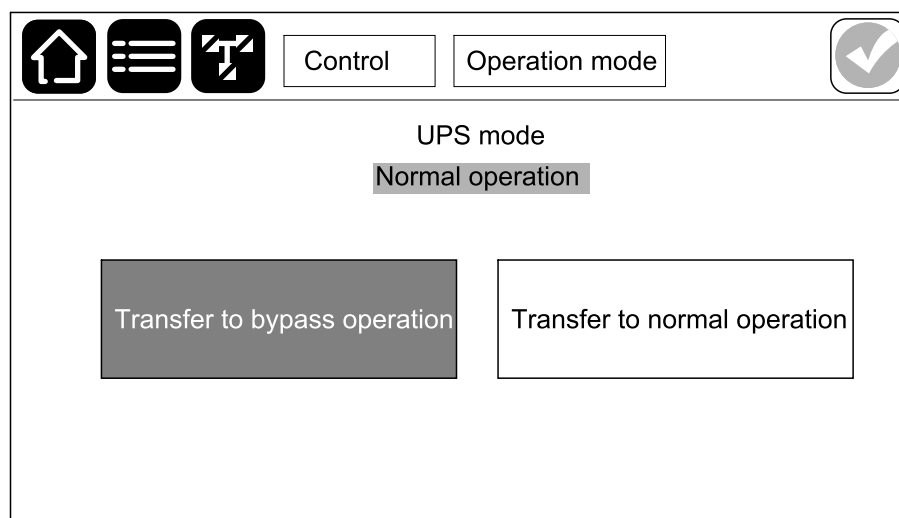 Control
Operation mode
UPS mode
Normal operation
Transfer to bypass operation
Transfer to normal operation